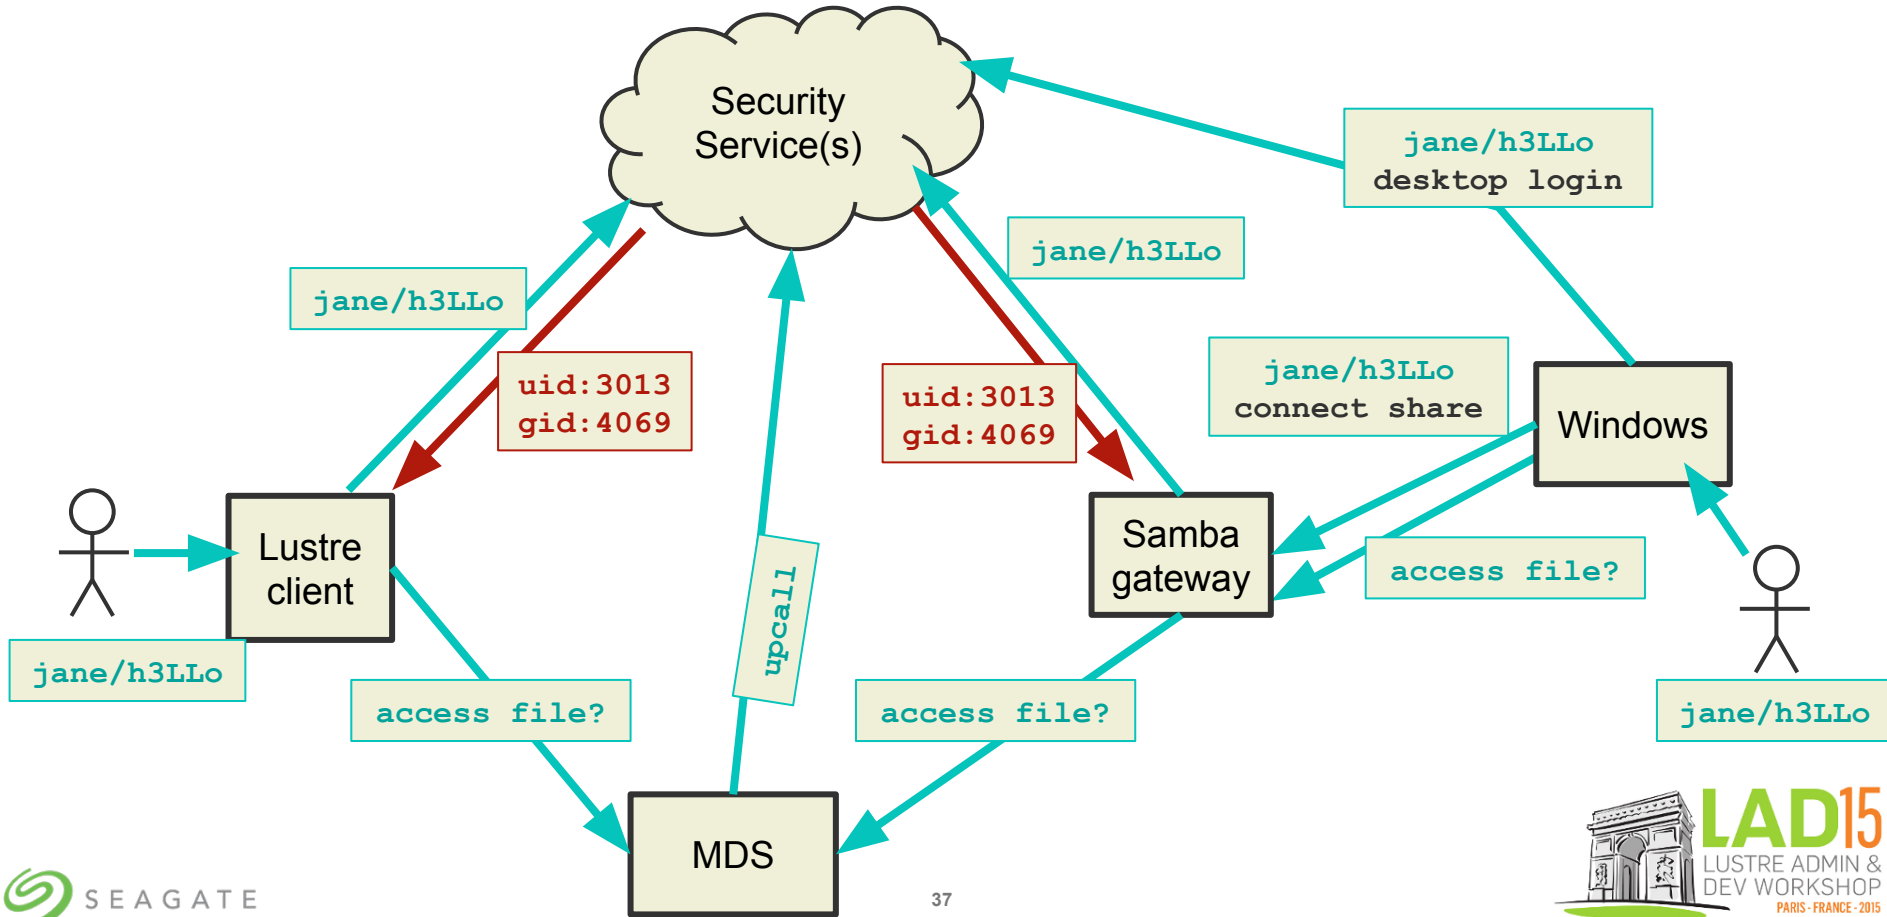 Security
Service(s)
jane/h3LLo
desktop login
jane/h3LLo
jane/h3LLo
uid:3013
gid:4069
uid:3013
gid:4069
jane/h3LLo
connect share
Windows
Lustre
client
Samba
gateway
access file?
upcall
jane/h3LLo
access file?
access file?
jane/h3LLo
MDS
SEAGATE
37
LAD15
LUSTRE ADMIN &
DEV WORKSHOP
PARIS - FRANCE - 2015